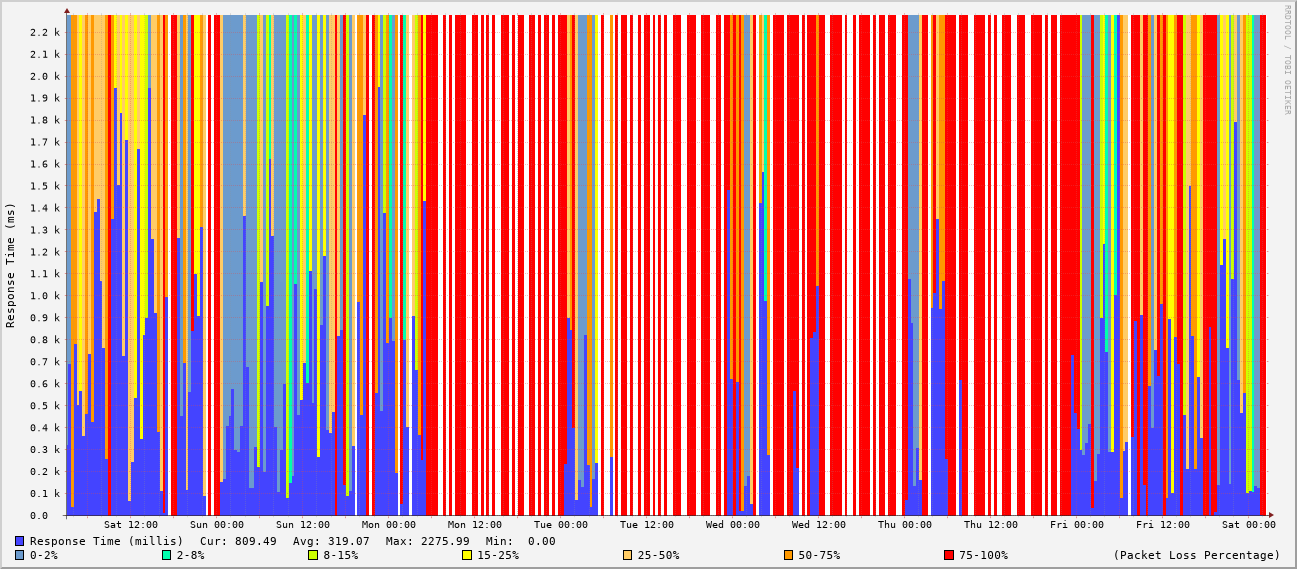 RRDTOOL / TOBI OETIKER
Response Time (ms)
2.2 k
2.1 k
2.0 k
1.9 k
1.8 k
1.7 k
1.6 k
1.5 k
1.4 k
1.3 k
1.2 k
1.1 k
1.0 k
0.9 k
0.8 k
0.7 k
0.6 k
0.5 k
0.4 k
0.3 k
0.2 k
0.1 k
0.0
Sat 12:00 Sun 00:00 Sun 12:00 Mon 00:00 Mon 12:00 Tue 00:00 Tue 12:00 Wed 00:00 Wed 12:00 Thu 00:00 Thu 12:00 Fri 00:00 Fri 12:00 Sat 00:00
Response Time (millis) Cur: 809.49 Avg: 319.07 Max: 2275.99 Min: 0.00
0-2% 2-8% 8-15% 15-25% 25-50% 50-75% 75-100% (Packet Loss Percentage)